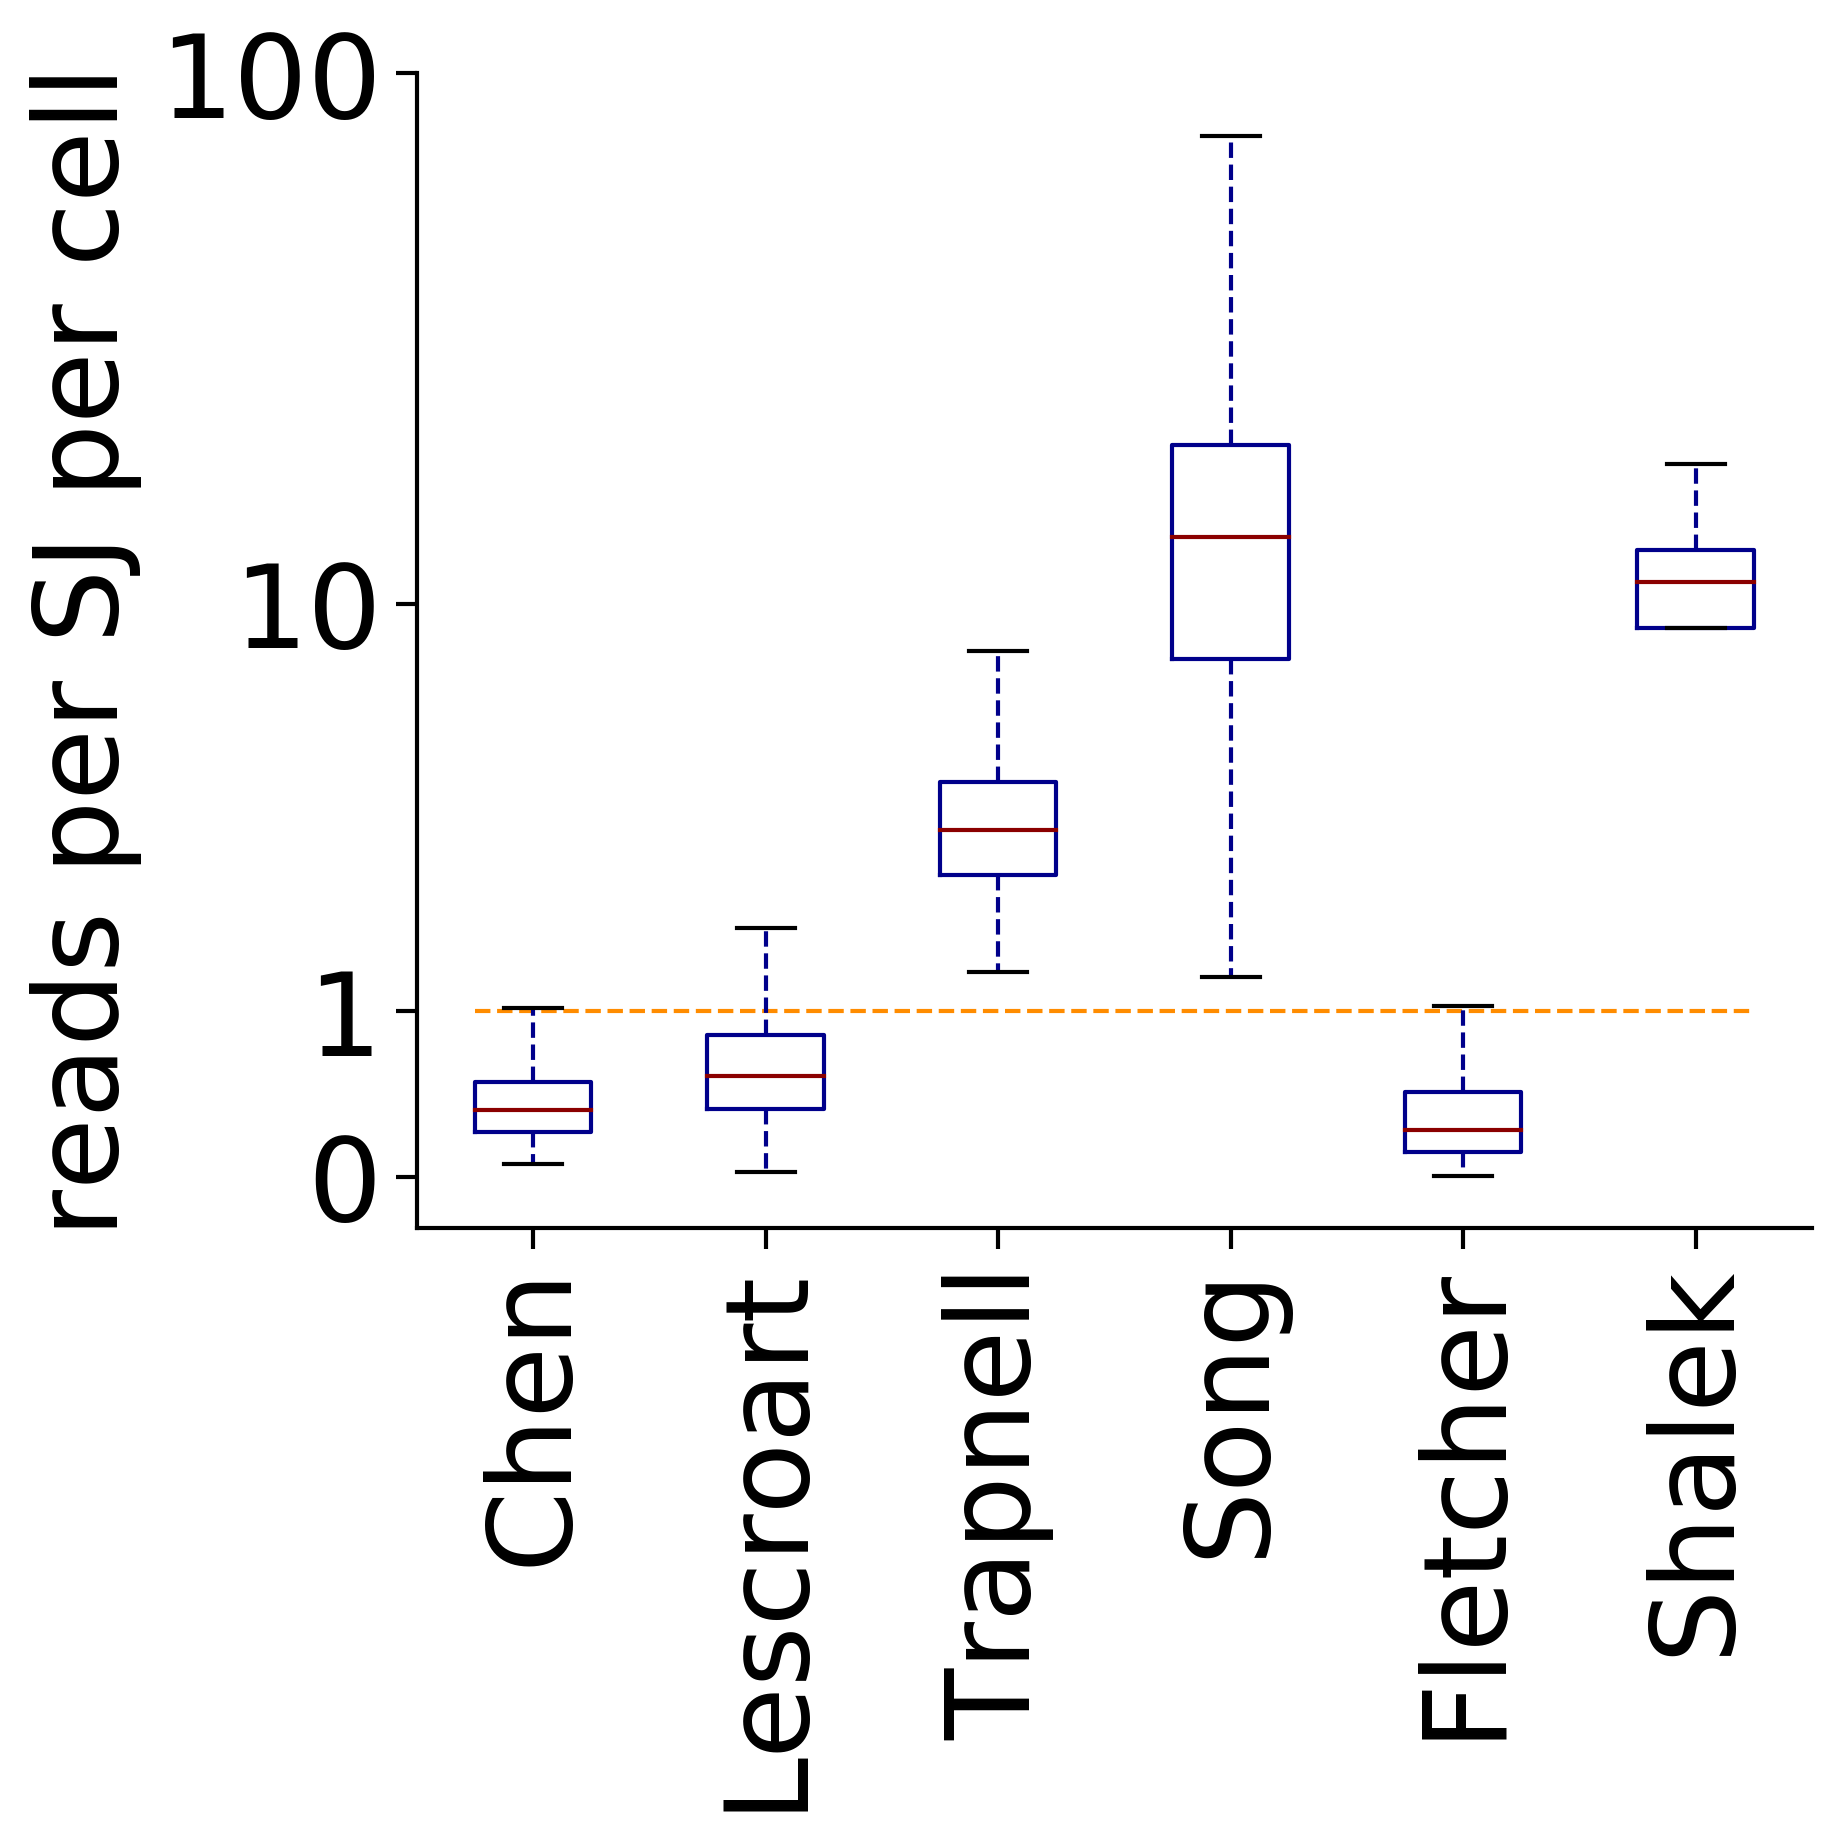 reads per SJ per cell
100
10
1
0
Chen
Lescroart
Trapnell
Song
Fletcher
Shalek